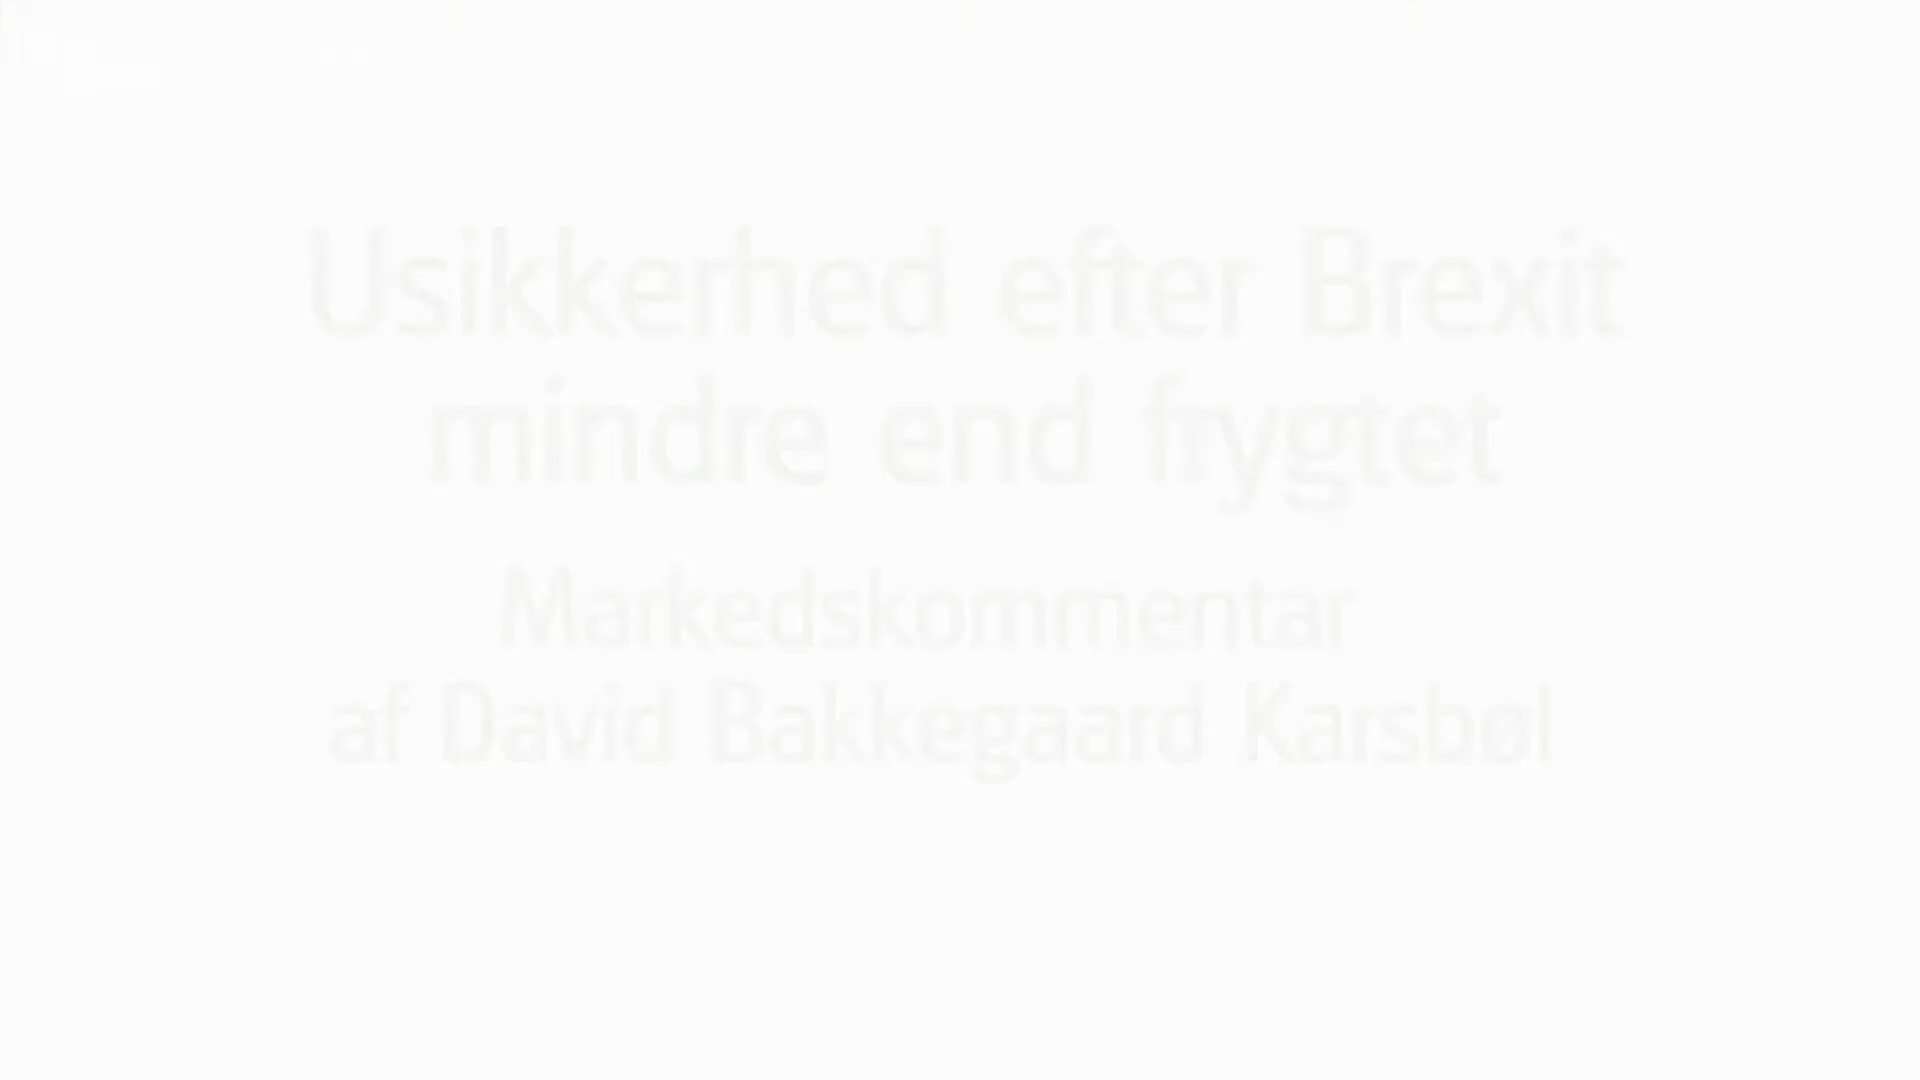 Usikkerhed efter Brexit
mindre end frygtet
Markedskommentar
af David Bakkegaard Karsbøl